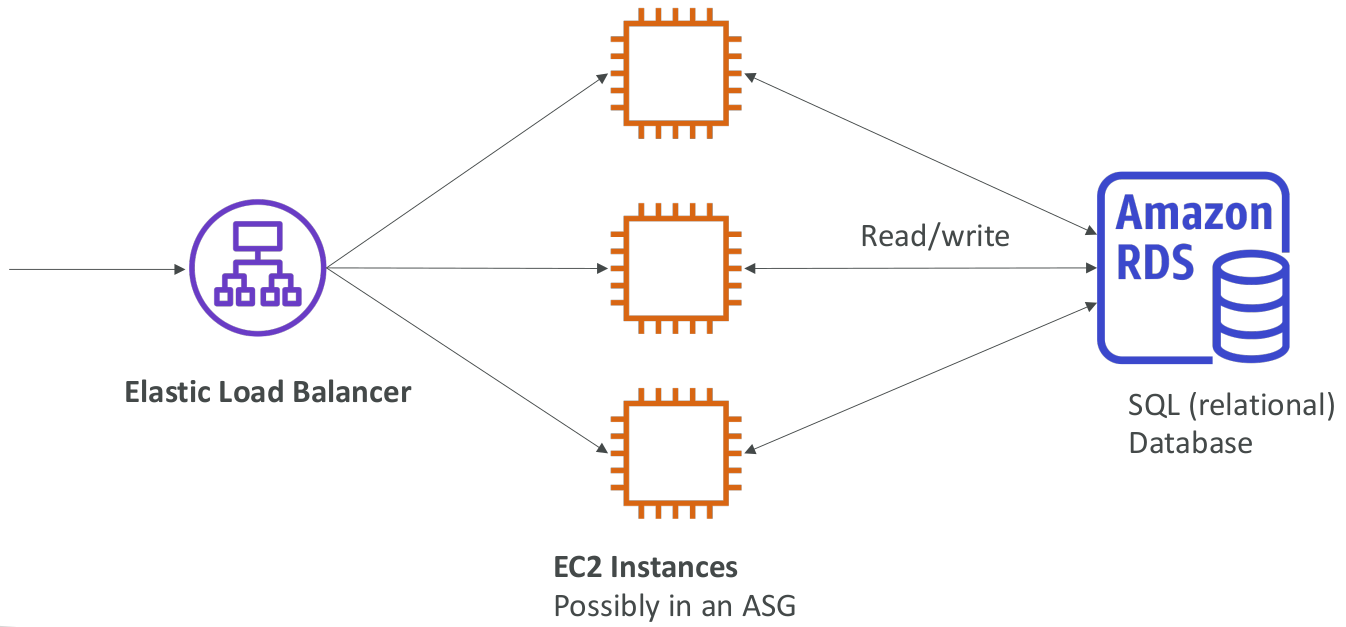 Amazon
RDS
Read/write
Elastic Load Balancer
SQL (relational)
Database
EC2 Instances
Possibly in an ASG